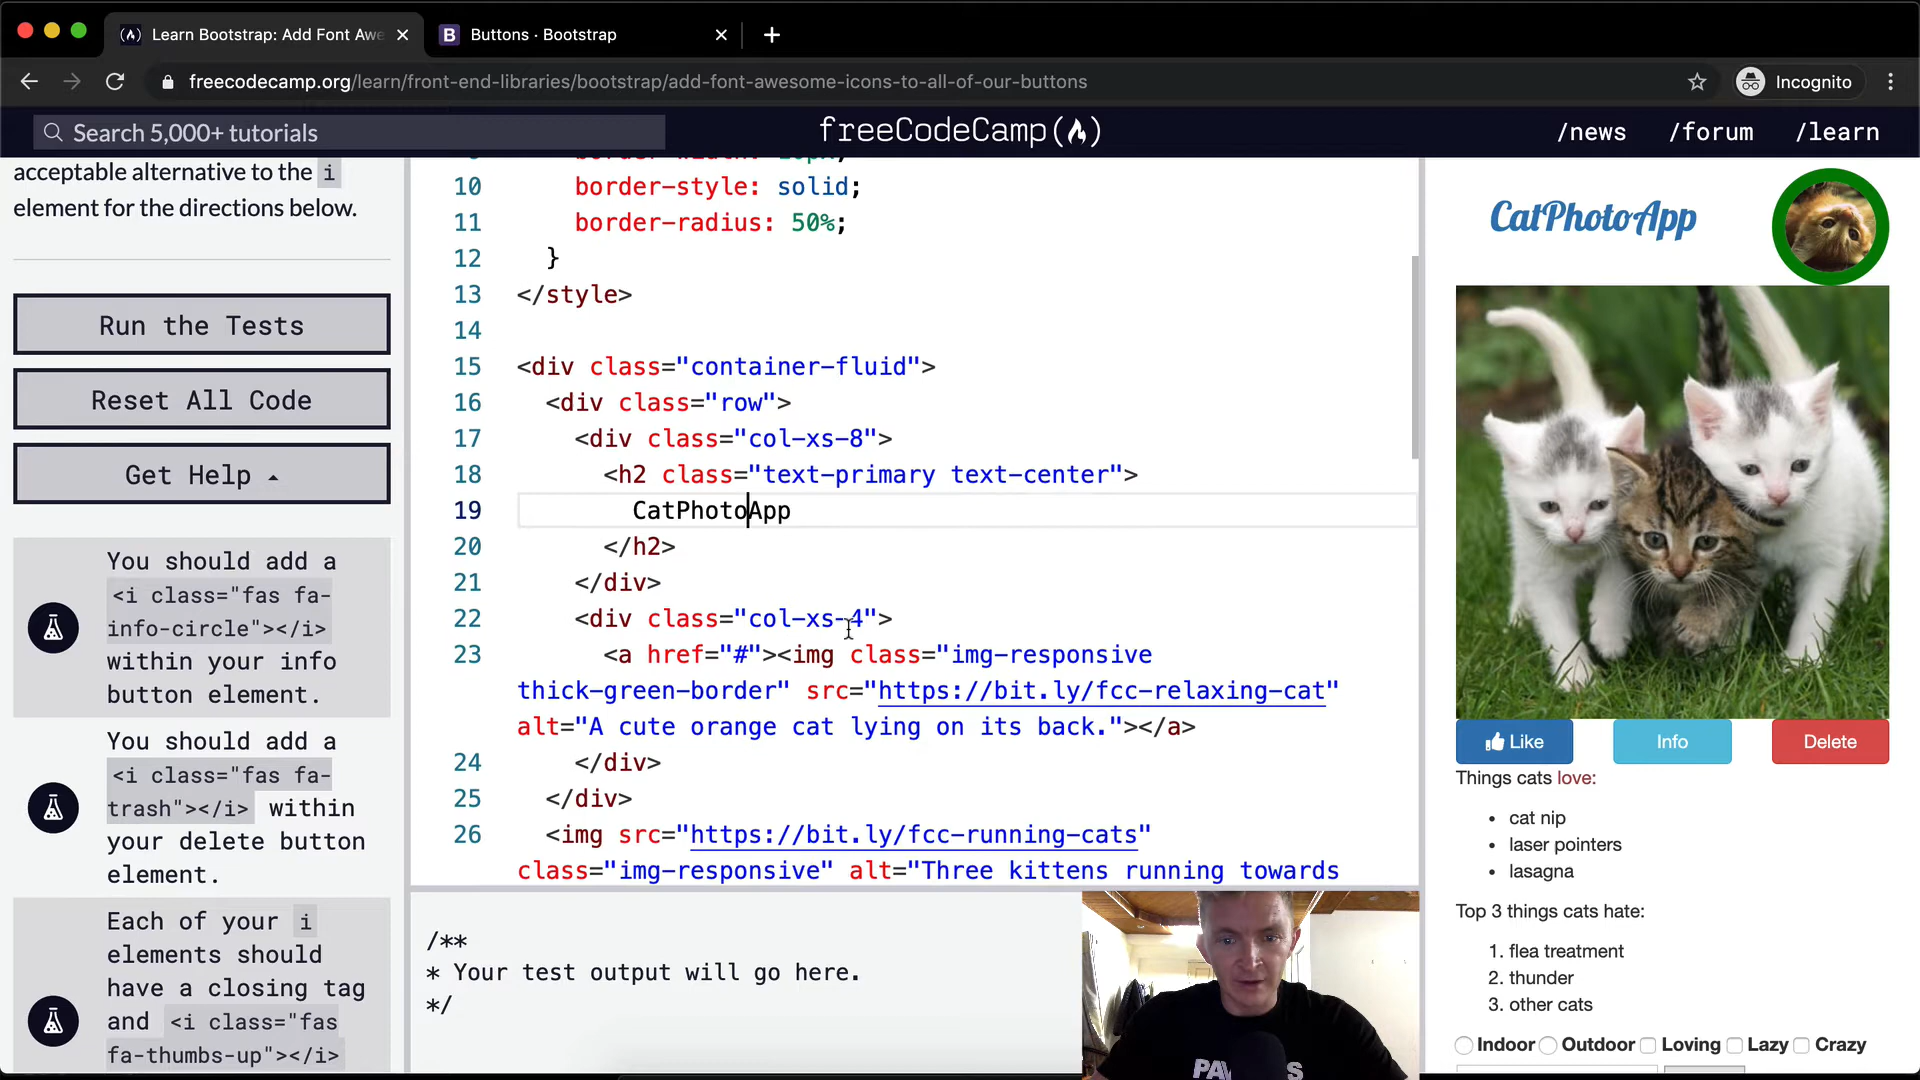 Learn Bootstrap: Add Font Awe
Buttons · Bootstrap
freecodecamp.org/learn/front-end-libraries/bootstrap/add-font-awesome-icons-to-all-of-our-buttons
Incognito
Search 5,000+ tutorials
freeCodeCamp
/news
/forum
/learn
acceptable alternative to the i
element for the directions below.
Run the Tests
Reset All Code
Get Help
You should add a
<i class="fas fa-
info-circle"></i>
within your info
button element.
You should add a
<i class="fas fa-
trash"></i> within
your delete button
element.
Each of your i
elements should
have a closing tag
and <i class="fas
fa-thumbs-up"></i>
10 border-style: solid;
11 border-radius: 50%;
12 }
13 </style>
14
15 <div class="container-fluid">
16 <div class="row">
17 <div class="col-xs-8">
18 <h2 class="text-primary text-center">
19 CatPhotoApp
20 </h2>
21 </div>
22 <div class="col-xs-4">
23 <a href="#"><img class="img-responsive
thick-green-border" src="https://bit.ly/fcc-relaxing-cat"
alt="A cute orange cat lying on its back."></a>
24 </div>
25 </div>
26 <img src="https://bit.ly/fcc-running-cats"
class="img-responsive" alt="Three kittens running towards
/**
* Your test output will go here.
*/
CatPhotoApp
Like
Info
Delete
Things cats love:
• cat nip
• laser pointers
• lasagna
Top 3 things cats hate:
1. flea treatment
2. thunder
3. other cats
Indoor Outdoor Loving Lazy Crazy